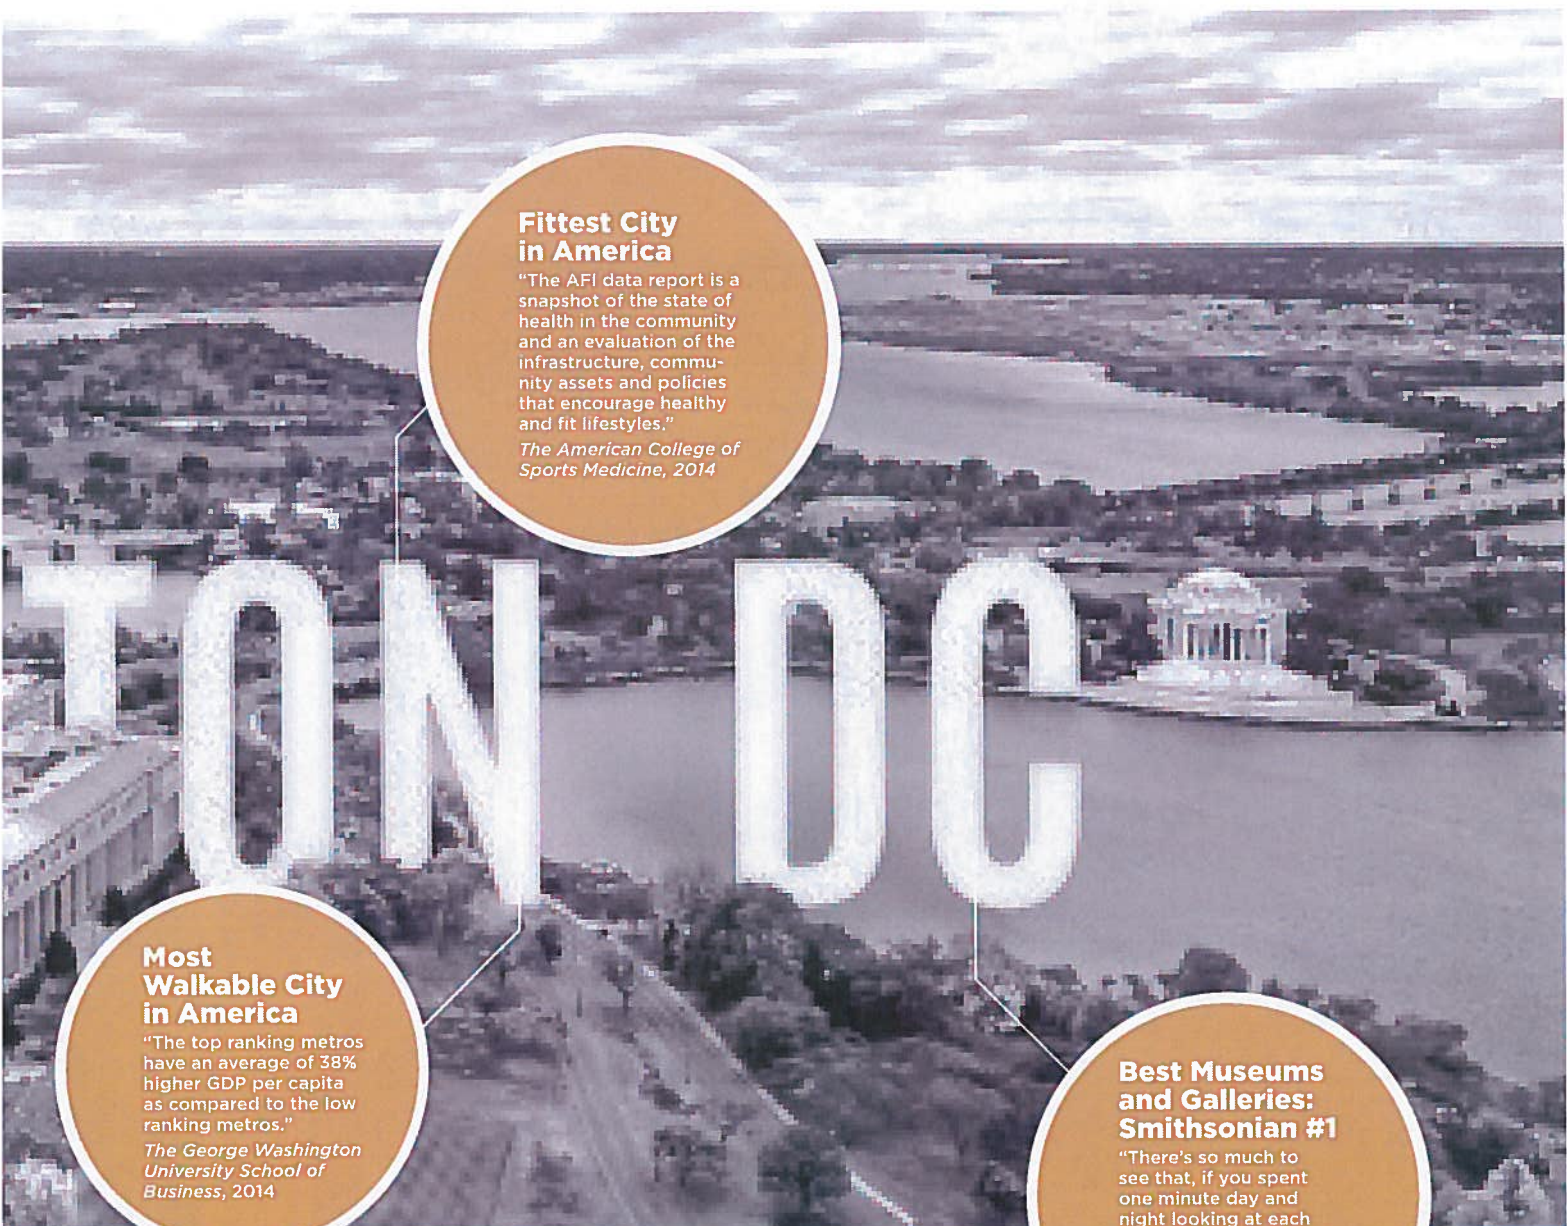 Fittest City
in America
“The AFI data report is a
snapshot of the state of
health in the community
and an evaluation of the
infrastructure, commu-
nity assets and policies
that encourage healthy
and fit lifestyles.”
The American College of
Sports Medicine, 2014
TON DC
Most
Walkable City
in America
“The top ranking metros
have an average of 38%
higher GDP per capita
as compared to the low
ranking metros.”
The George Washington
University School of
Business, 2014
Best Museums
and Galleries:
Smithsonian #1
“There’s so much to
see that, if you spent
one minute day and
night looking at each